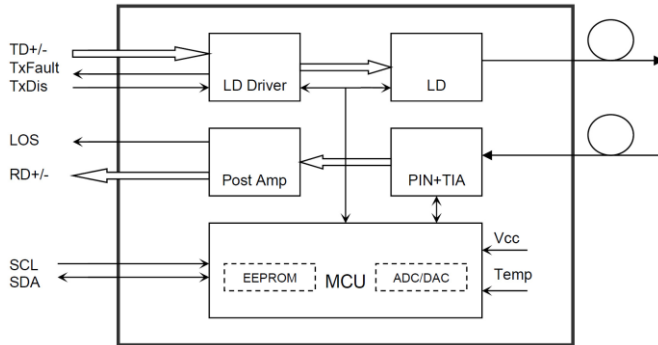 TD+/-
TxFault
TxDis
LD Driver
LD
LOS
RD+/-
Post Amp
PIN+TIA
SCL
SDA
EEPROM
MCU
ADC/DAC
Vcc
Temp